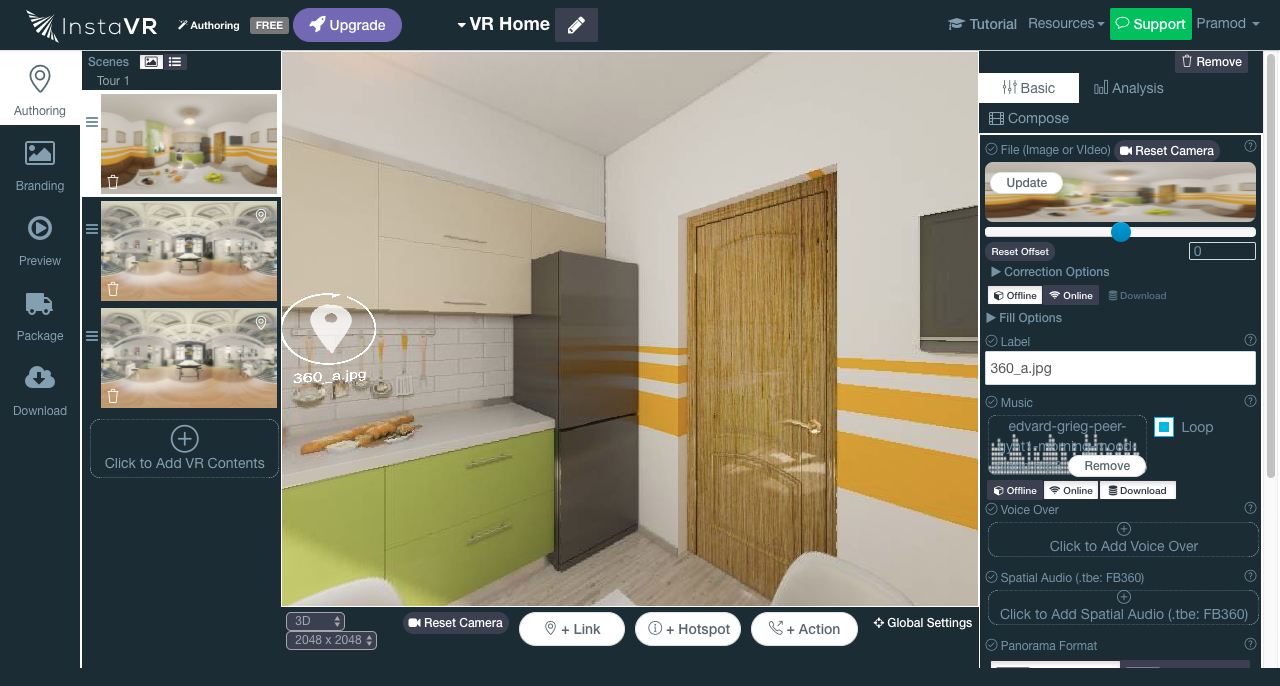 InstaVR
Authoring
FREE
Upgrade
VR Home
Tutorial
Resources
Support
Pramod
Authoring
Branding
Preview
Package
Download
Scenes
Tour 1
Click to Add VR Contents
360_a.jpg
3D
2048 x 2048
Reset Camera
+ Link
+ Hotspot
+ Action
Global Settings
Remove
Basic
Analysis
Compose
File (Image or VIdeo)
Reset Camera
Update
Reset Offset
0
Correction Options
Offline
Online
Download
Fill Options
Label
360_a.jpg
Music
edvard-grieg-peer-
Loop
Remove
Offline
Online
Download
Voice Over
Click to Add Voice Over
Spatial Audio (.tbe: FB360)
Click to Add Spatial Audio (.tbe: FB360)
Panorama Format